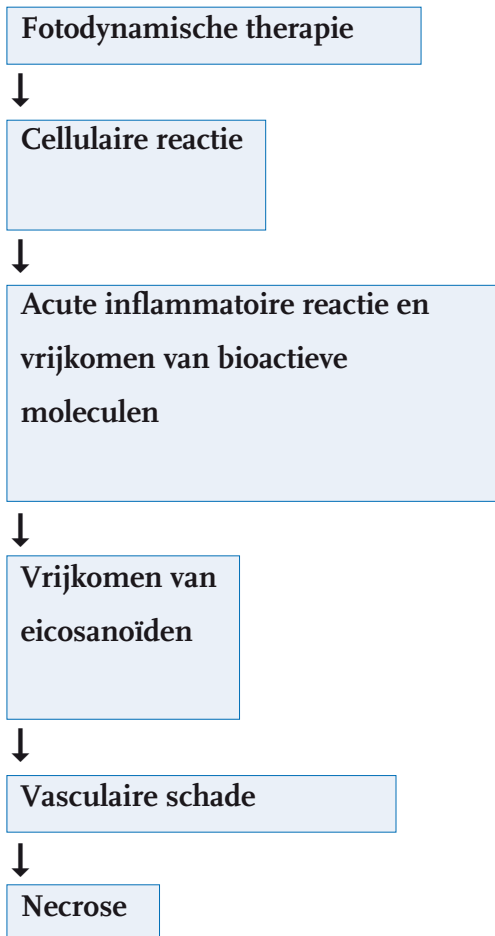 Fotodynamische therapie
Cellulaire reactie
Acute inflammatoire reactie en
vrijkomen van bioactieve
moleculen
Vrijkomen van
eicosanoïden
Vasculaire schade
Necrose